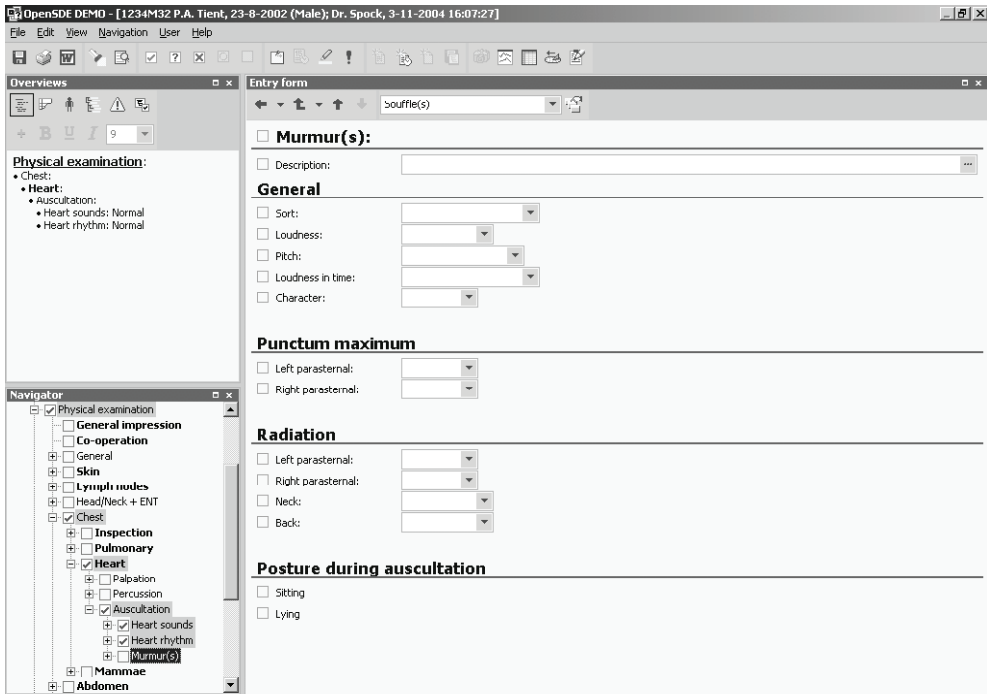 OpenSDE DEMO - [1234M32 P.A. Tient, 23-8-2002 (Male); Dr. Spock, 3-11-2004 16:07:27]
File Edit View Navigation User Help
Overviews
B U I 9
Physical examination:
• Chest:
• Heart:
• Auscultation:
• Heart sounds: Normal
• Heart rhythm: Normal
Navigator
Physical examination
General impression
Co-operation
General
Skin
Lymph nodes
Head/Neck + ENT
Chest
Inspection
Pulmonary
Heart
Palpation
Percussion
Auscultation
Heart sounds
Heart rhythm
Murmur(s)
Mammae
Abdomen
Entry form
Souffle(s)
Murmur(s):
Description: ...
General
Sort:
Loudness:
Pitch:
Loudness in time:
Character:
Punctum maximum
Left parasternal:
Right parasternal:
Radiation
Left parasternal:
Right parasternal:
Neck:
Back:
Posture during auscultation
Sitting
Lying